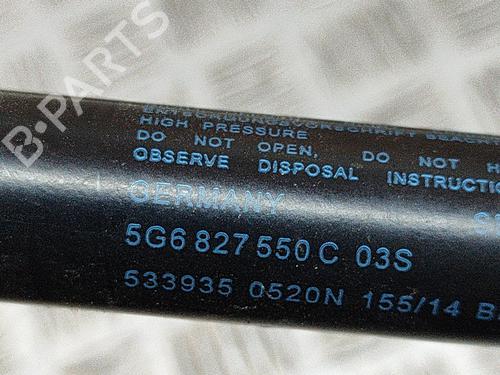 B-PARTS
HIGH PRESSURE
DO NOT OPEN, DO NOT H
OBSERVE DISPOSAL INSTRUCTION
GERMANY S
5G6 827 550 C 03S
533935 0520N 155/14 B